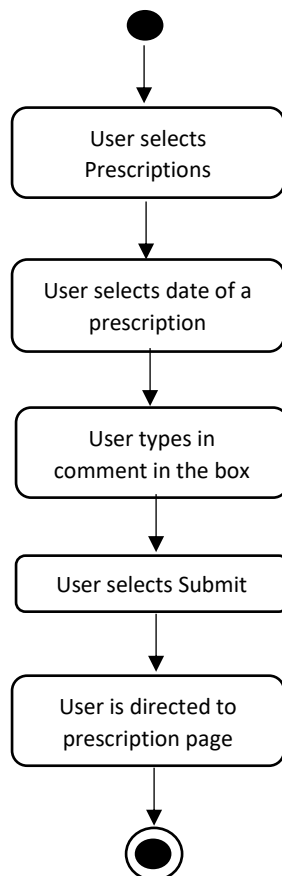 User selects
Prescriptions
User selects date of a
prescription
User types in
comment in the box
User selects Submit
User is directed to
prescription page